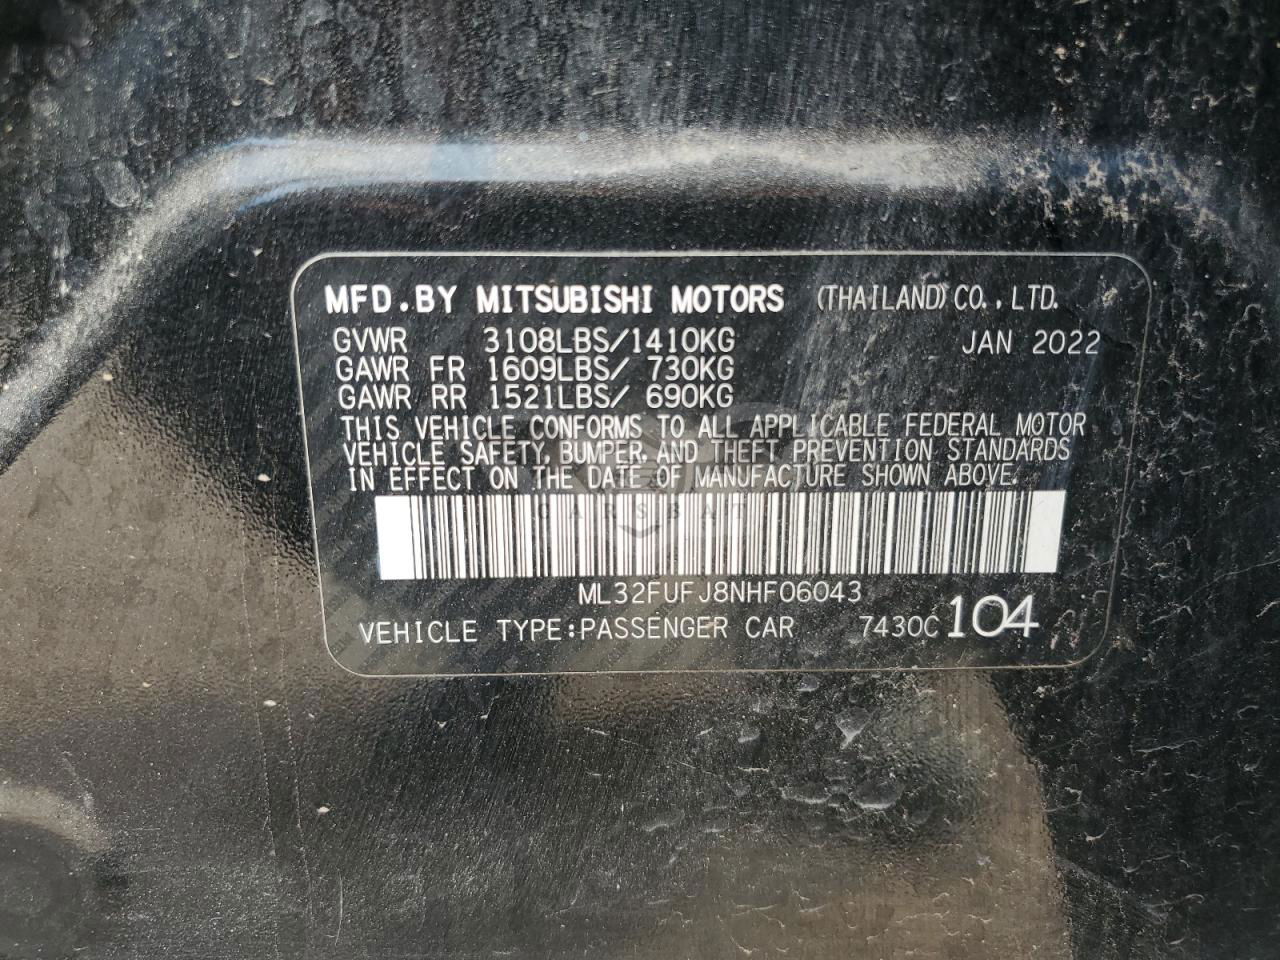 MFD.BY MITSUBISHI MOTORS (THAILAND)CO.,LTD.
GVWR 3108LBS/1410KG JAN 2022
GAWR FR 1609LBS/ 730KG
GAWR RR 1521LBS/ 690KG
THIS VEHICLE CONFORMS TO ALL APPLICABLE FEDERAL MOTOR
VEHICLE SAFETY, BUMPER, AND THEFT PREVENTION STANDARDS
IN EFFECT ON THE DATE OF MANUFACTURE SHOWN ABOVE.
CARSBAT
ML32FUFJ8NHF06043
VEHICLE TYPE:PASSENGER CAR 7430C 104